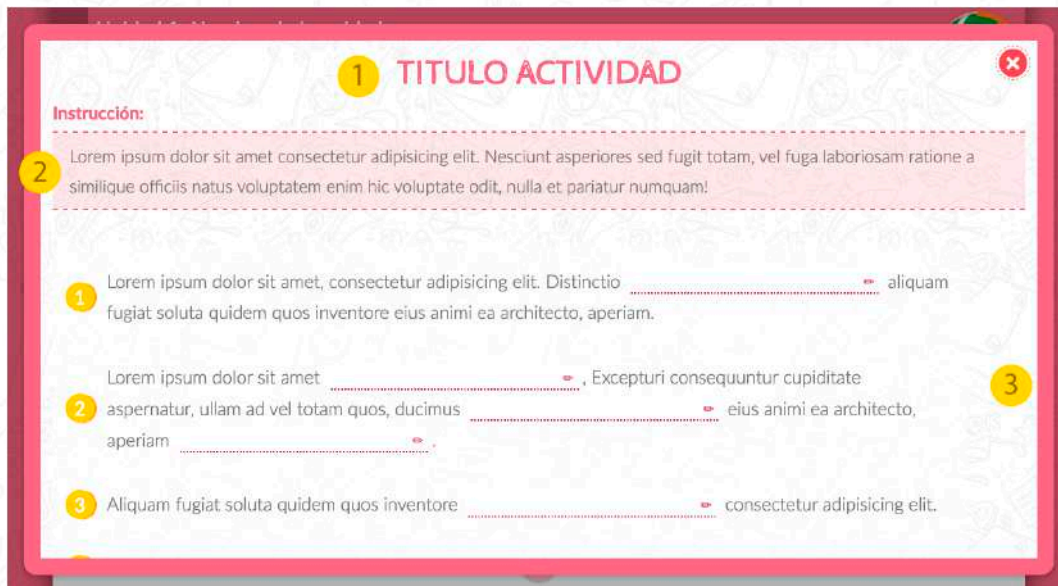 1 TITULO ACTIVIDAD
Instrucción:
2
Lorem ipsum dolor sit amet consectetur adipisicing elit. Nesciunt asperiores sed fugit totam, vel fuga laboriosam ratione a
similique officiis natus voluptatem enim hic voluptate odit, nulla et pariatur numquam!
1 Lorem ipsum dolor sit amet, consectetur adipisicing elit. Distinctio aliquam
fugiat soluta quidem quos inventore eius animi ea architecto, aperiam.
Lorem ipsum dolor sit amet , Excepturi consequuntur cupiditate
3
2 aspernatur, ullam ad vel totam quos, ducimus eius animi ea architecto,
aperiam .
3 Aliquam fugiat soluta quidem quos inventore consectetur adipisicing elit.